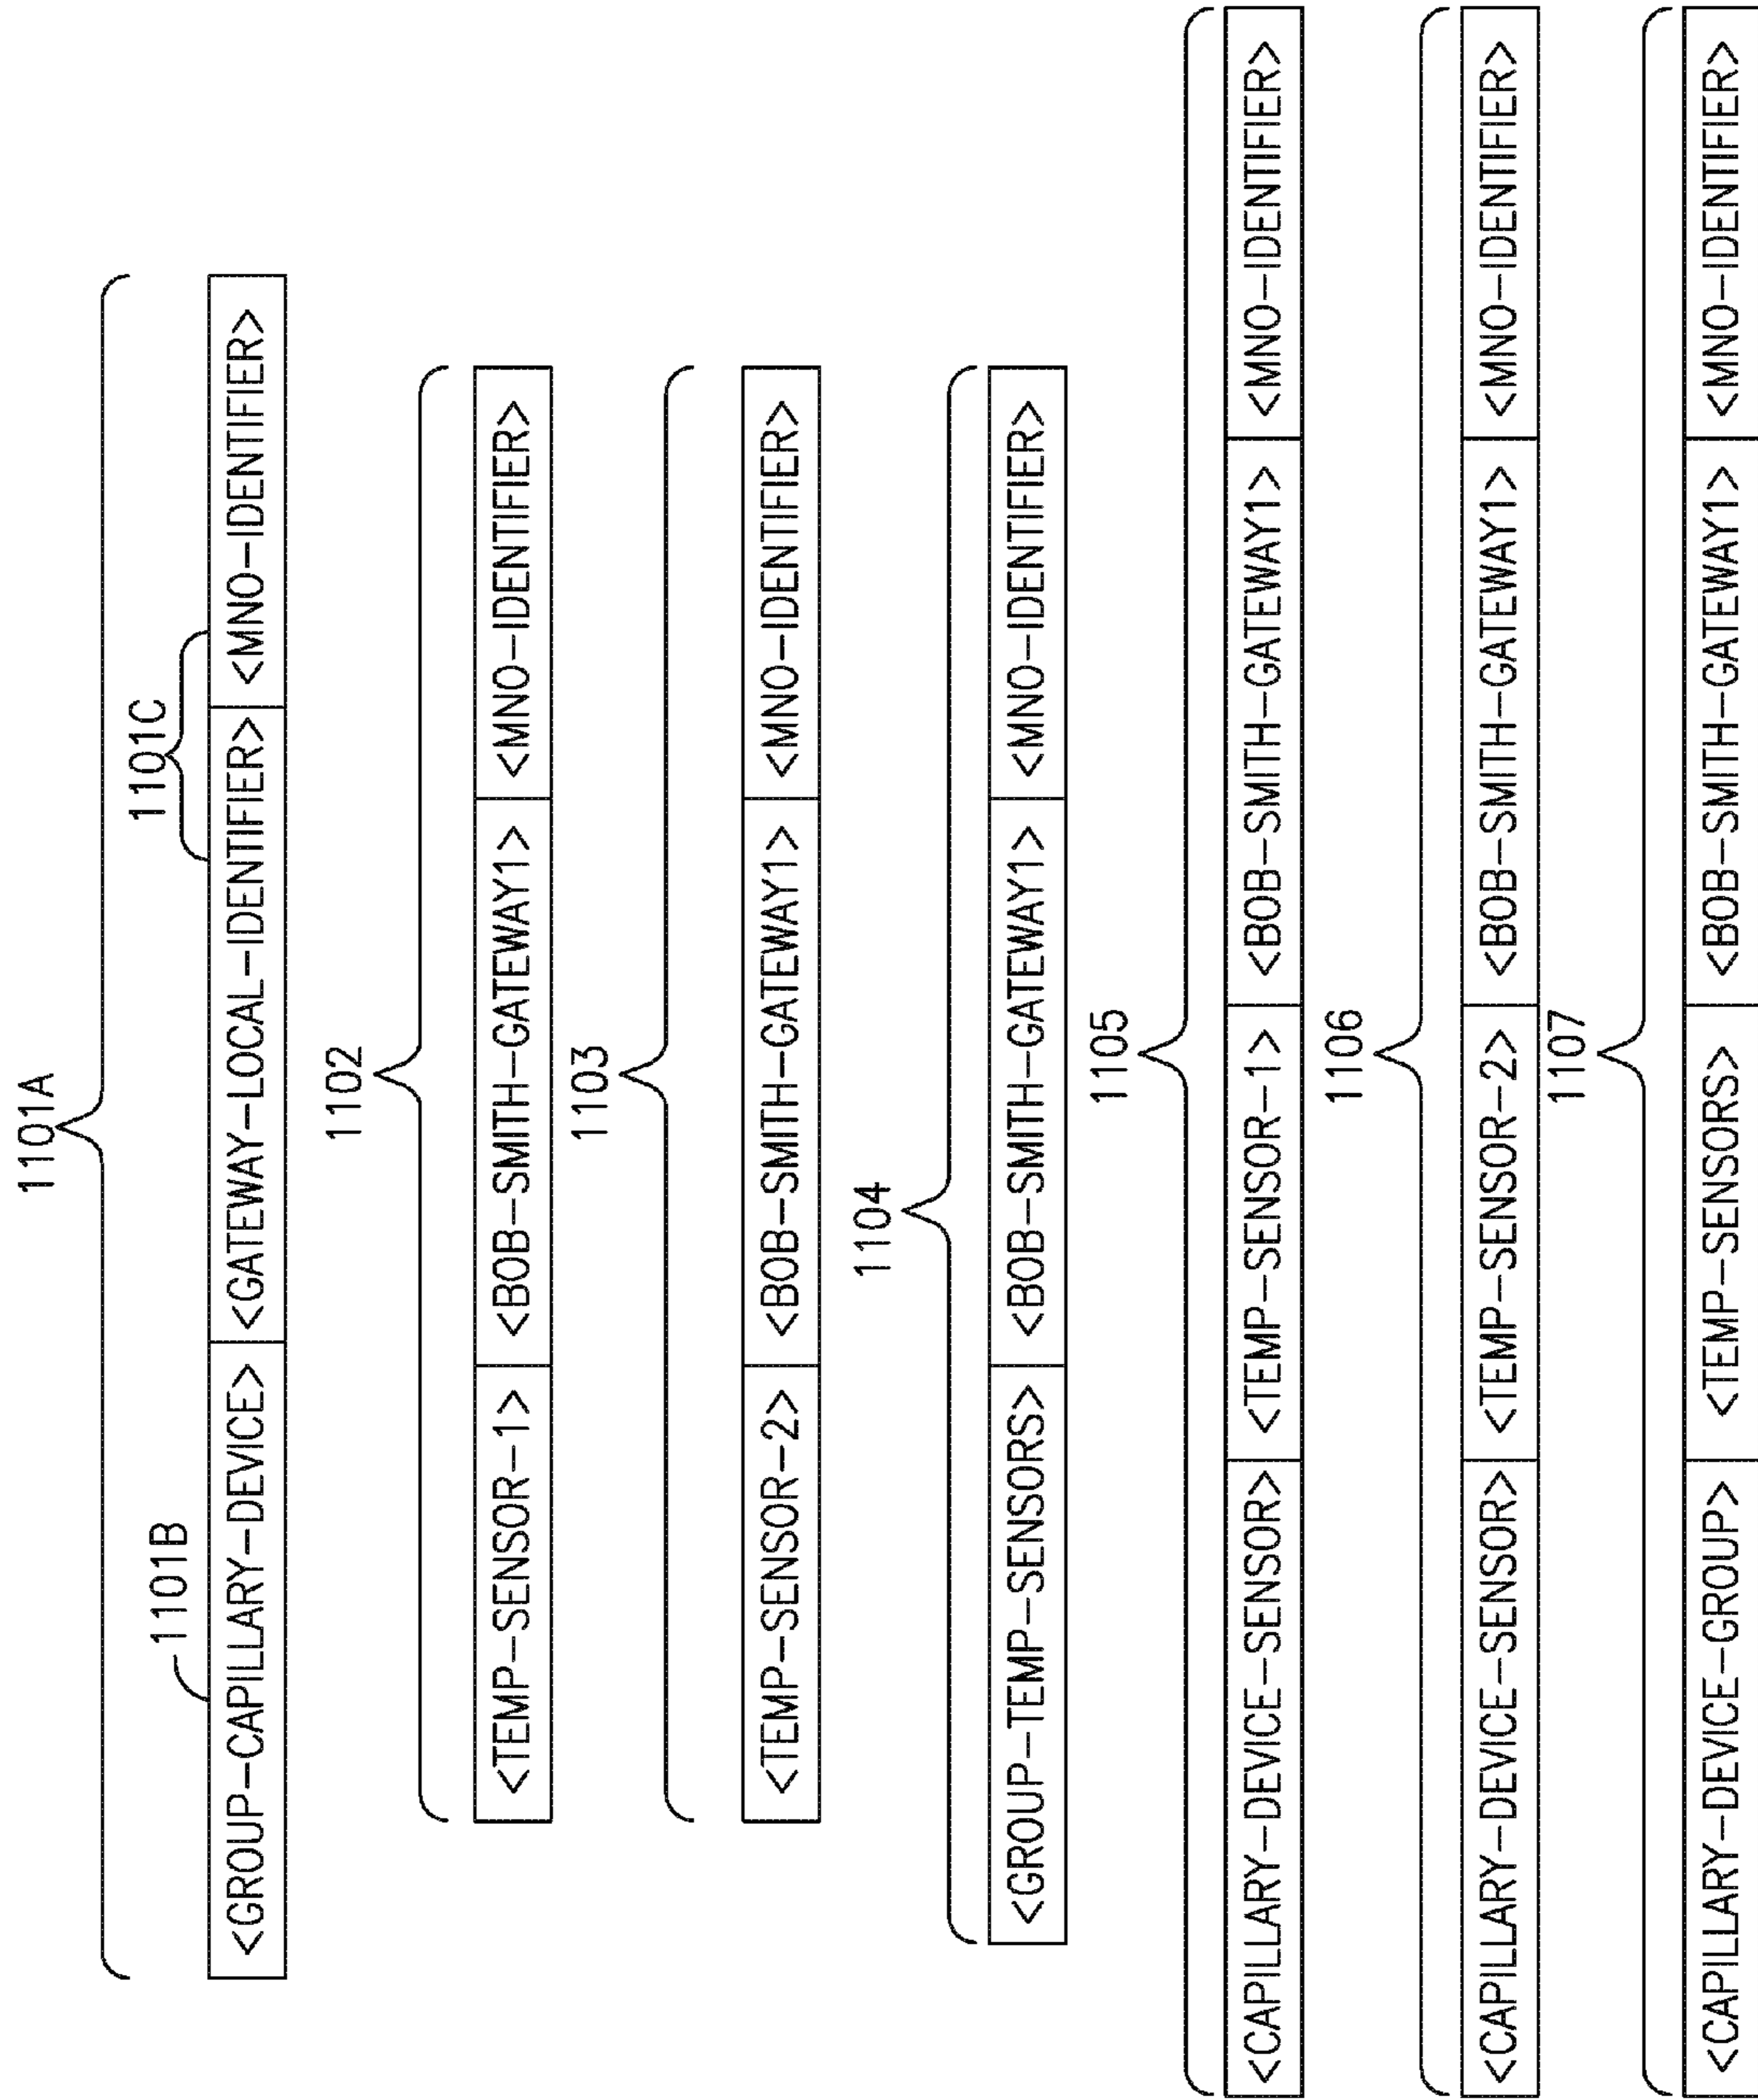 1101A
1101B
1101C
<GROUP-CAPILLARY-DEVICE> <GATEWAY-LOCAL-IDENTIFIER> <MNO-IDENTIFIER>
1102
<TEMP-SENSOR-1> <BOB-SMITH-GATEWAY1> <MNO-IDENTIFIER>
1103
<TEMP-SENSOR-2> <BOB-SMITH-GATEWAY1> <MNO-IDENTIFIER>
1104
<GROUP-TEMP-SENSORS> <BOB-SMITH-GATEWAY1> <MNO-IDENTIFIER>
1105
<CAPILLARY-DEVICE-SENSOR> <TEMP-SENSOR-1> <BOB-SMITH-GATEWAY1> <MNO-IDENTIFIER>
1106
<CAPILLARY-DEVICE-SENSOR> <TEMP-SENSOR-2> <BOB-SMITH-GATEWAY1> <MNO-IDENTIFIER>
1107
<CAPILLARY-DEVICE-GROUP> <TEMP-SENSORS> <BOB-SMITH-GATEWAY1> <MNO-IDENTIFIER>